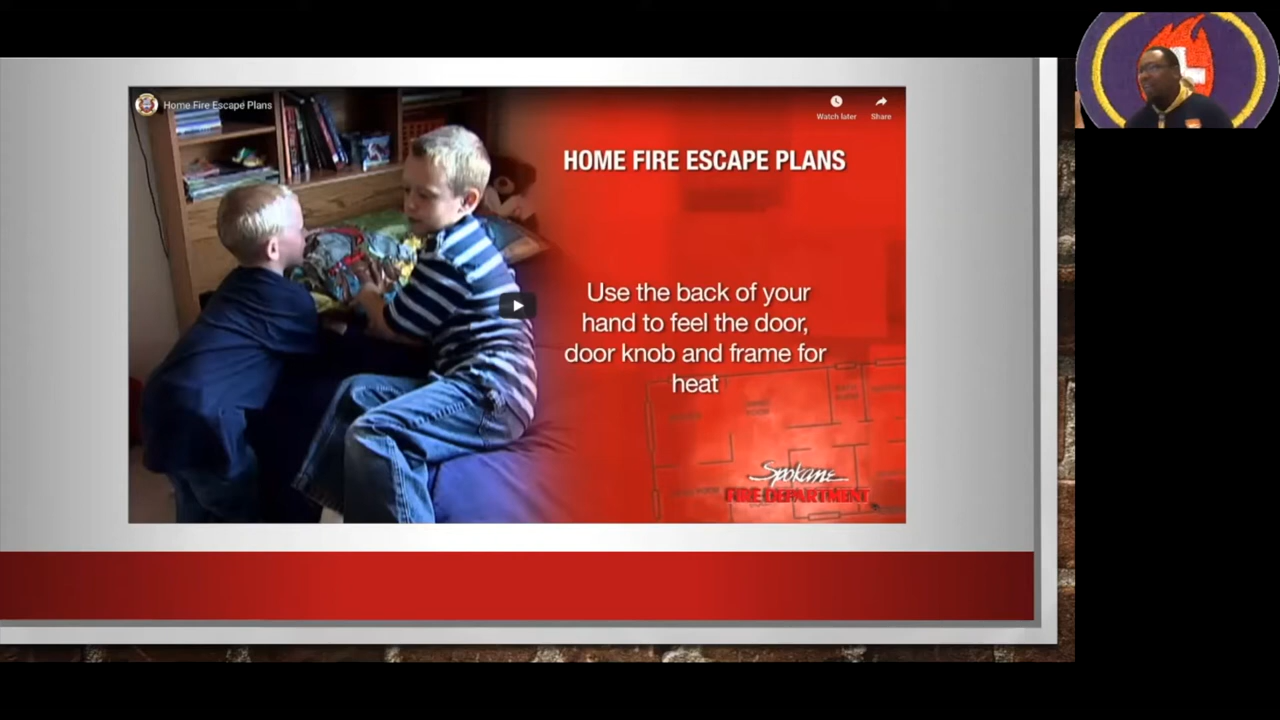 Home Fire Escape Plans
Watch later
Share
HOME FIRE ESCAPE PLANS
Use the back of your
hand to feel the door,
door knob and frame for
heat
Spokane
FIRE DEPARTMENT